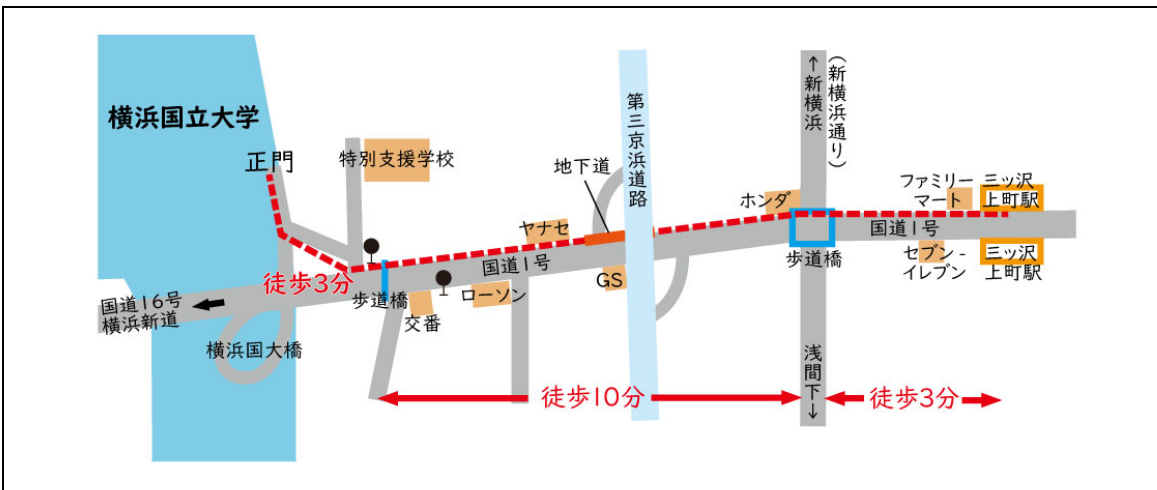 横浜国立大学
正門
特別支援学校
地下道
第三京浜道路
↑新横浜
(新横浜通り)
ホンダ
ファミリー
マート
三ッ沢
上町駅
ヤナセ
国道1号
国道1号
歩道橋
セブン-
イレブン
三ッ沢
上町駅
GS
徒歩3分
国道16号
横浜新道
歩道橋
ローソン
交番
横浜国大橋
浅間下↓
徒歩10分
徒歩3分